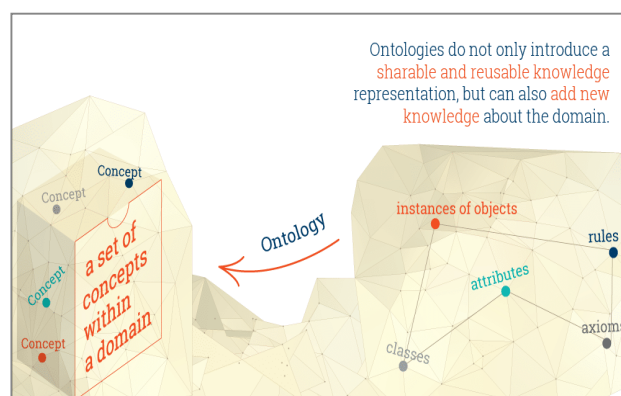 Ontologies do not only introduce a
sharable and reusable knowledge
representation, but can also add new
knowledge about the domain.
Concept
Concept
Concept
Concept
a set of
concepts
within
a domain
Ontology
instances of objects
rules
attributes
axioms
classes